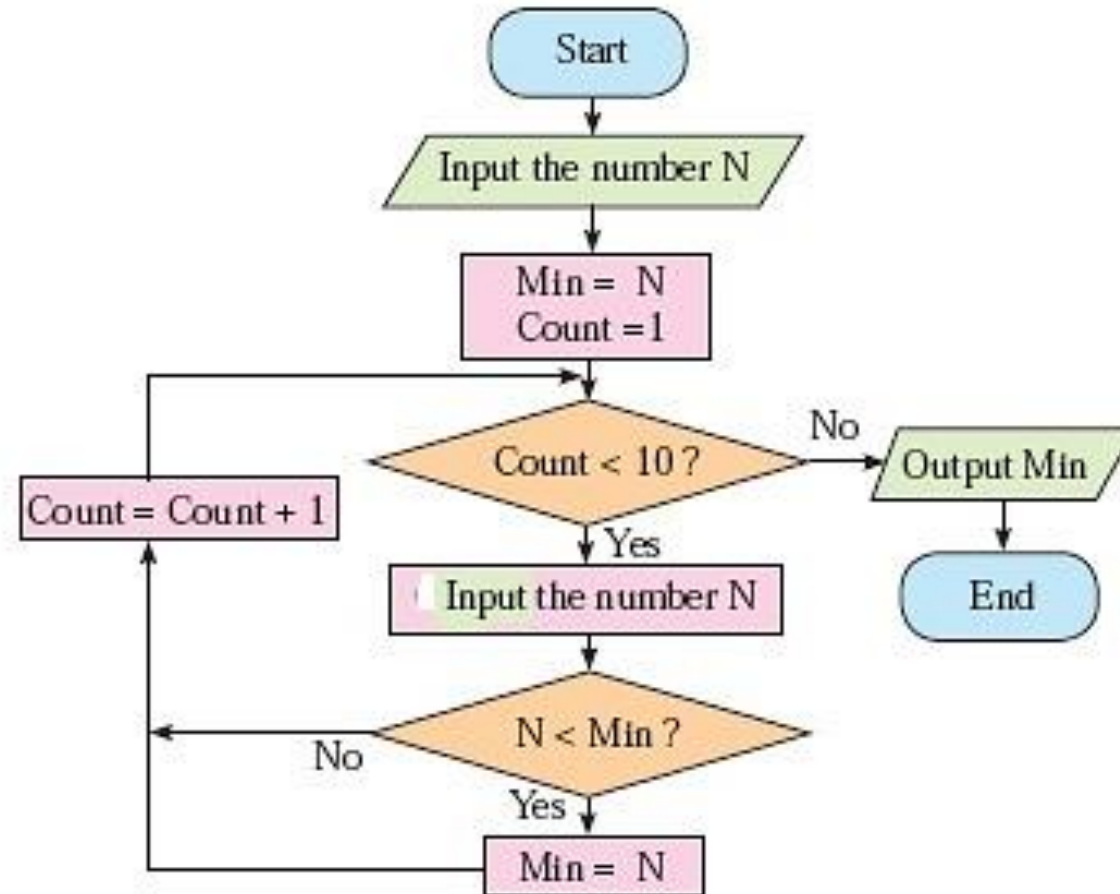 Start
Input the number N
Min = N
Count =1
Count < 10 ?
No
Output Min
Count = Count + 1
Yes
Input the number N
End
N < Min ?
No
Yes
Min = N